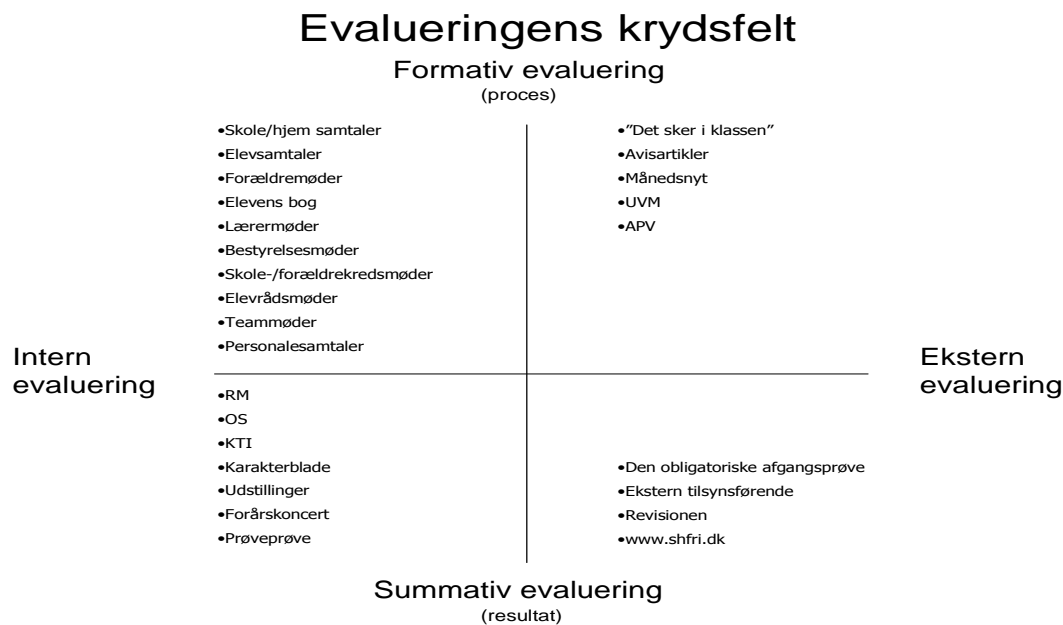 Evalueringens krydsfelt
Formativ evaluering
(proces)
•Skole/hjem samtaler
•Elevsamtaler
•Forældremøder
•Elevens bog
•Lærermøder
•Bestyrelsesmøder
•Skole-/forældrekredsmøder
•Elevrådsmøder
•Teammøder
•Personalesamtaler
•”Det sker i klassen”
•Avisartikler
•Månedsnyt
•UVM
•APV
Intern
evaluering
Ekstern
evaluering
•RM
•OS
•KTI
•Karakterblade
•Udstillinger
•Forårskoncert
•Prøveprøve
•Den obligatoriske afgangsprøve
•Ekstern tilsynsførende
•Revisionen
•www.shfri.dk
Summativ evaluering
(resultat)